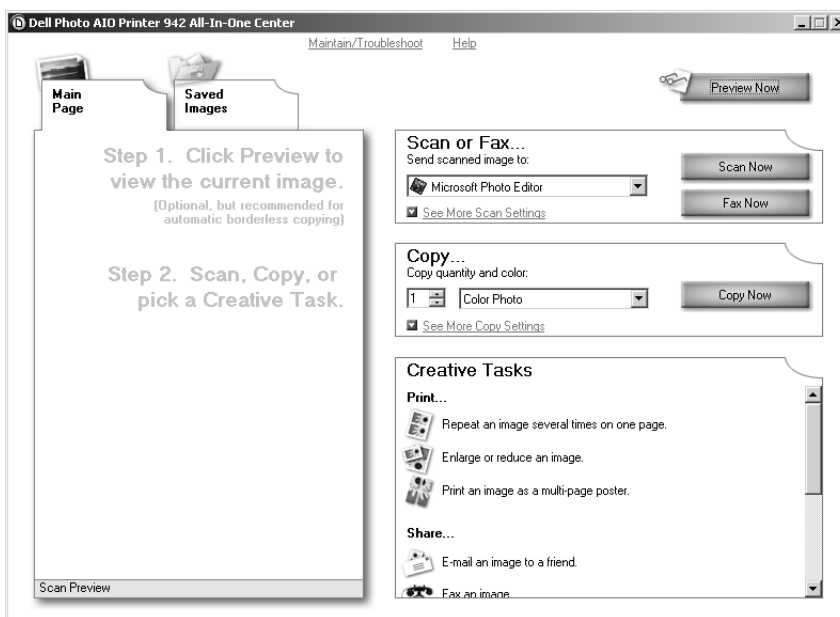 Dell Photo AIO Printer 942 All-In-One Center
Maintain/Troubleshoot Help
Main
Page
Saved
Images
Preview Now
Step 1. Click Preview to
view the current image.
(Optional, but recommended for
automatic borderless copying)
Step 2. Scan, Copy, or
pick a Creative Task.
Scan Preview
Scan or Fax...
Send scanned image to:
Microsoft Photo Editor
See More Scan Settings
Scan Now
Fax Now
Copy...
Copy quantity and color:
1 Color Photo
See More Copy Settings
Copy Now
Creative Tasks
Print...
Repeat an image several times on one page.
Enlarge or reduce an image.
Print an image as a multi-page poster.
Share...
E-mail an image to a friend.
Fax an image